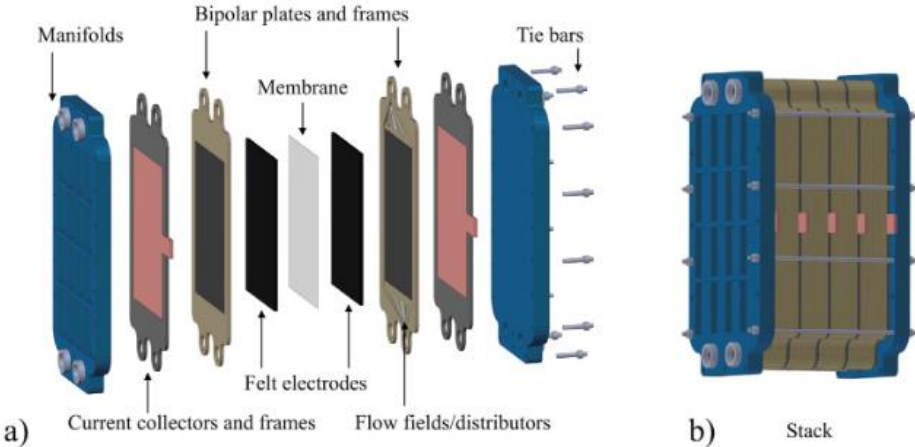 Bipolar plates and frames
Manifolds
Tie bars
Membrane
Felt electrodes
Current collectors and frames
Flow fields/distributors
a)
b)
Stack